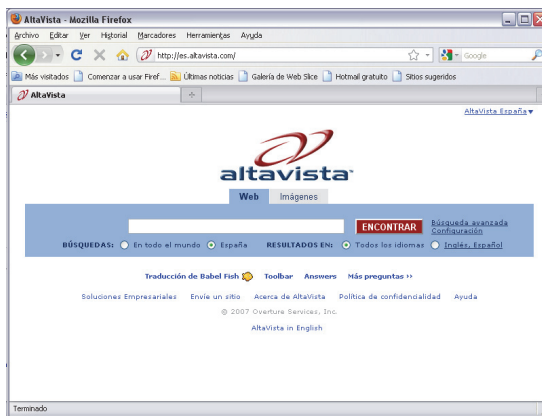 AltaVista - Mozilla Firefox
Archivo Editar Ver Historial Marcadores Herramientas Ayuda
http://es.altavista.com/ Google
Más visitados Comenzar a usar Firef... Últimas noticias Galería de Web Slice Hotmail gratuito Sitios sugeridos
AltaVista
AltaVista España
altavista
Web Imágenes
ENCONTRAR Búsqueda avanzada
Configuración
BÚSQUEDAS: En todo el mundo España RESULTADOS EN: Todos los idiomas Inglés, Español
Traducción de Babel Fish Toolbar Answers Más preguntas ››
Soluciones Empresariales Envíe un sitio Acerca de AltaVista Política de confidencialidad Ayuda
© 2007 Overture Services, Inc.
AltaVista in English
Terminado